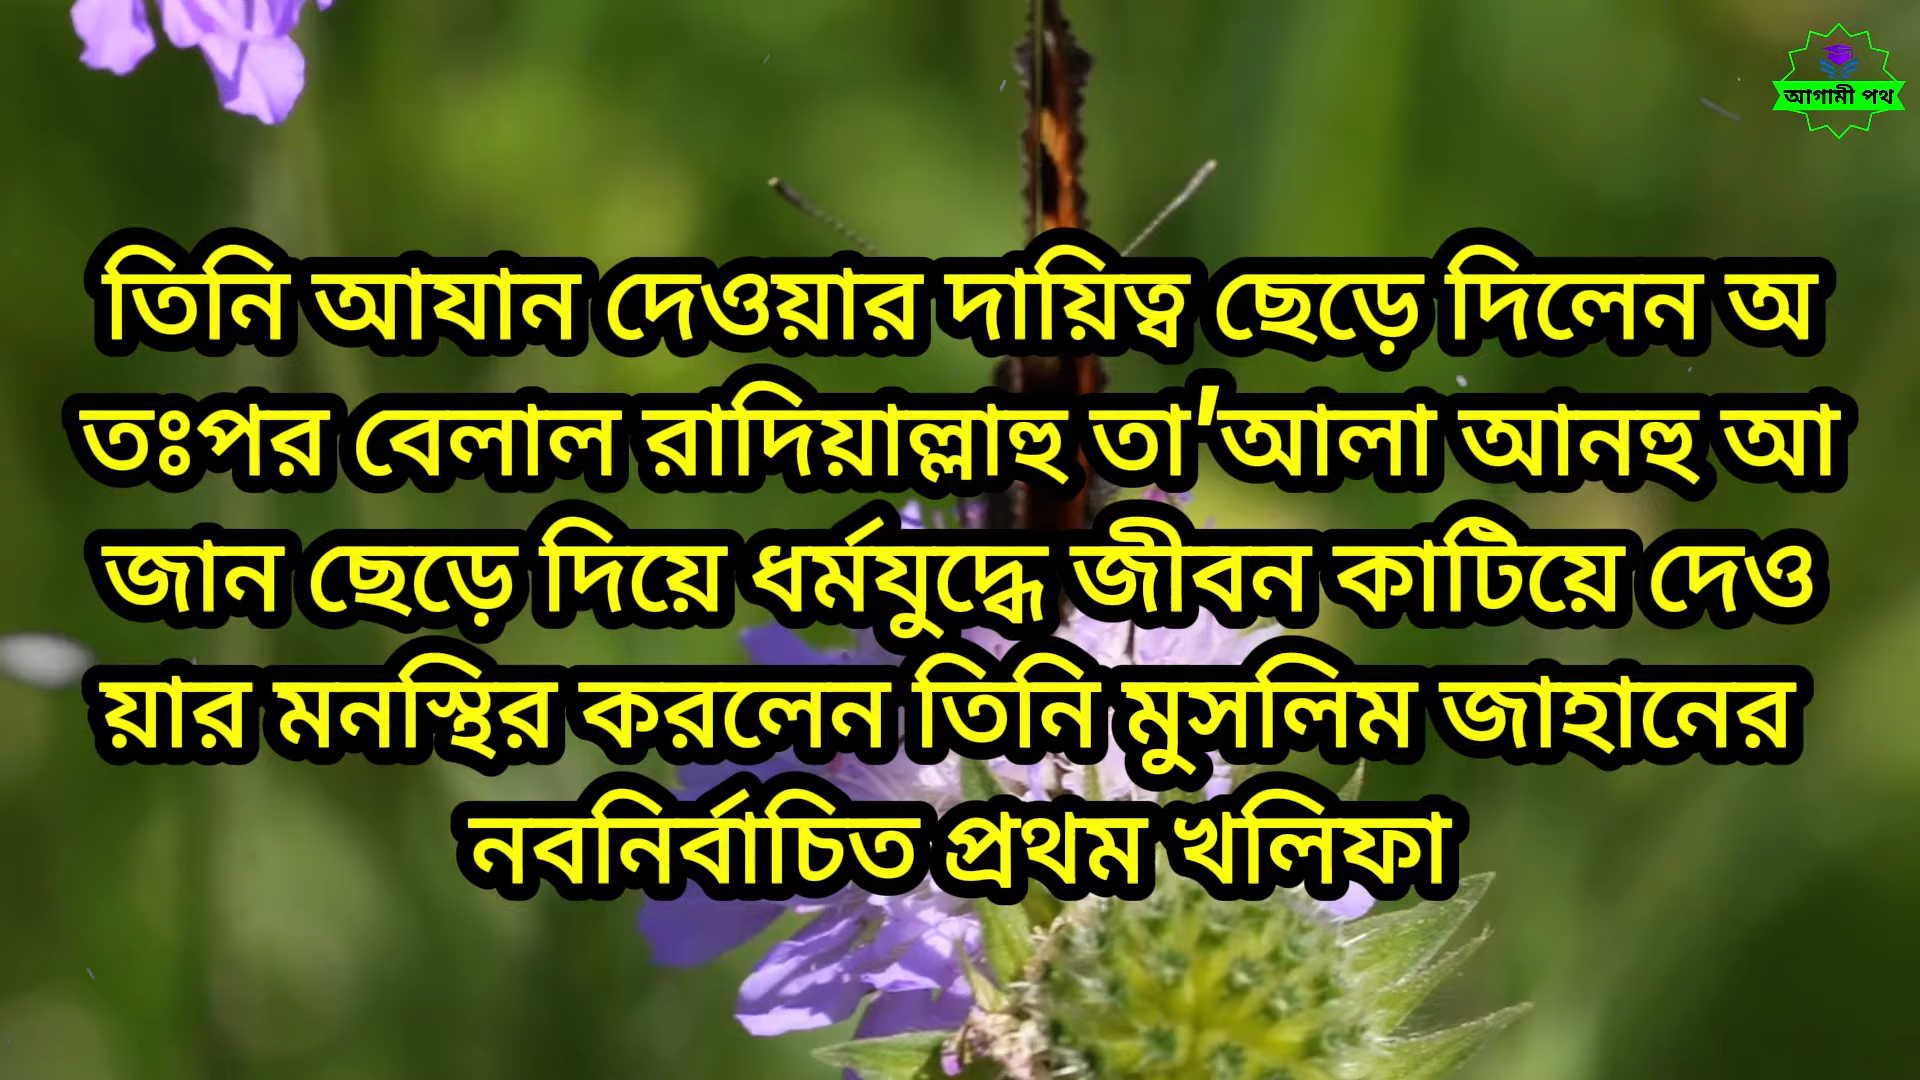 আগামী পথ
তিনি আযান দেওয়ার দায়িত্ব ছেড়ে দিলেন অ
তঃপর বেলাল রাদিয়াল্লাহু তা'আলা আনহু আ
জান ছেড়ে দিয়ে ধর্মযুদ্ধে জীবন কাটিয়ে দেও
য়ার মনস্থির করলেন তিনি মুসলিম জাহানের
নবনির্বাচিত প্রথম খলিফা